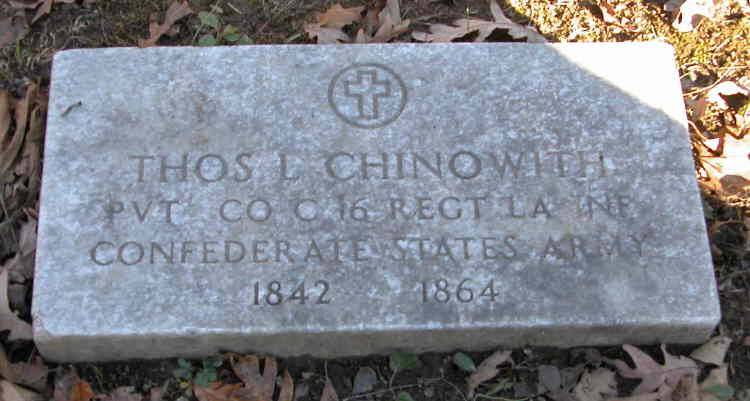 THOS L CHINOWITH
PVT CO C 16 REGT LA INF
CONFEDERATE STATES ARMY
1842 1864